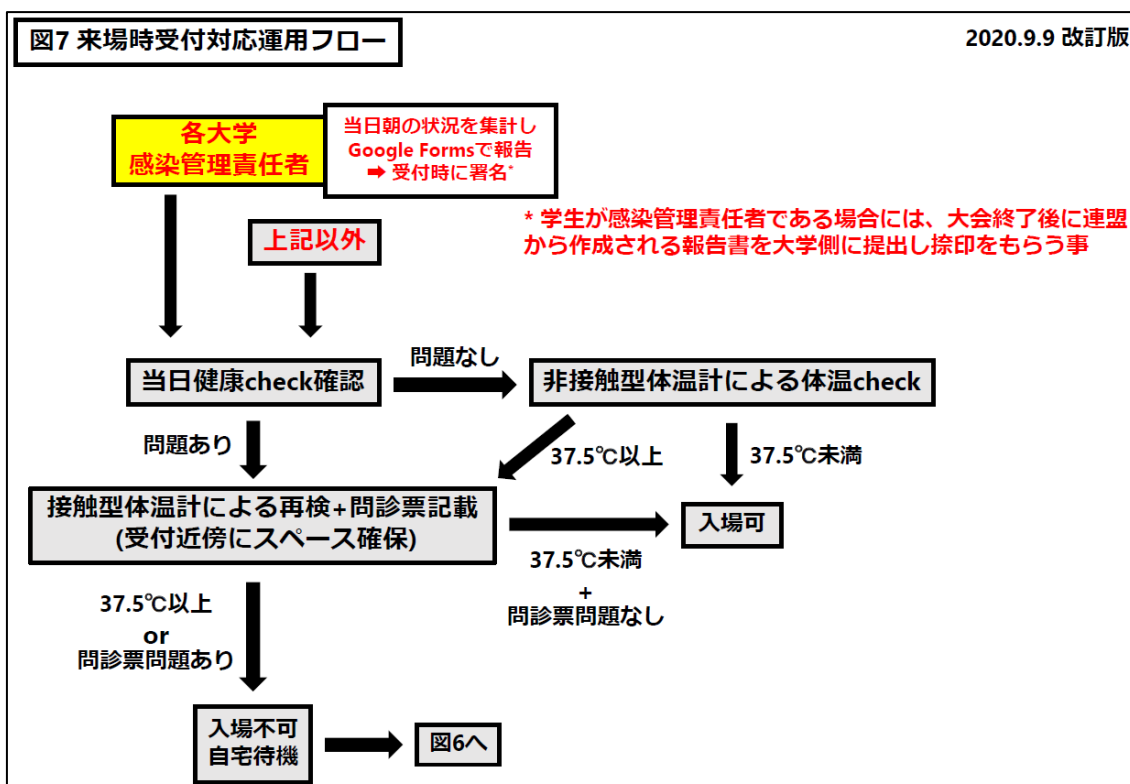 図7 来場時受付対応運用フロー
2020.9.9 改訂版
各大学
感染管理責任者
当日朝の状況を集計し
Google Formsで報告
➡ 受付時に署名*
* 学生が感染管理責任者である場合には、大会終了後に連盟
から作成される報告書を大学側に提出し捺印をもらう事
上記以外
当日健康check確認
問題なし
非接触型体温計による体温check
問題あり
37.5℃以上
37.5℃未満
接触型体温計による再検+問診票記載
(受付近傍にスペース確保)
入場可
37.5℃未満
+
問診票問題なし
37.5℃以上
or
問診票問題あり
入場不可
自宅待機
図6へ